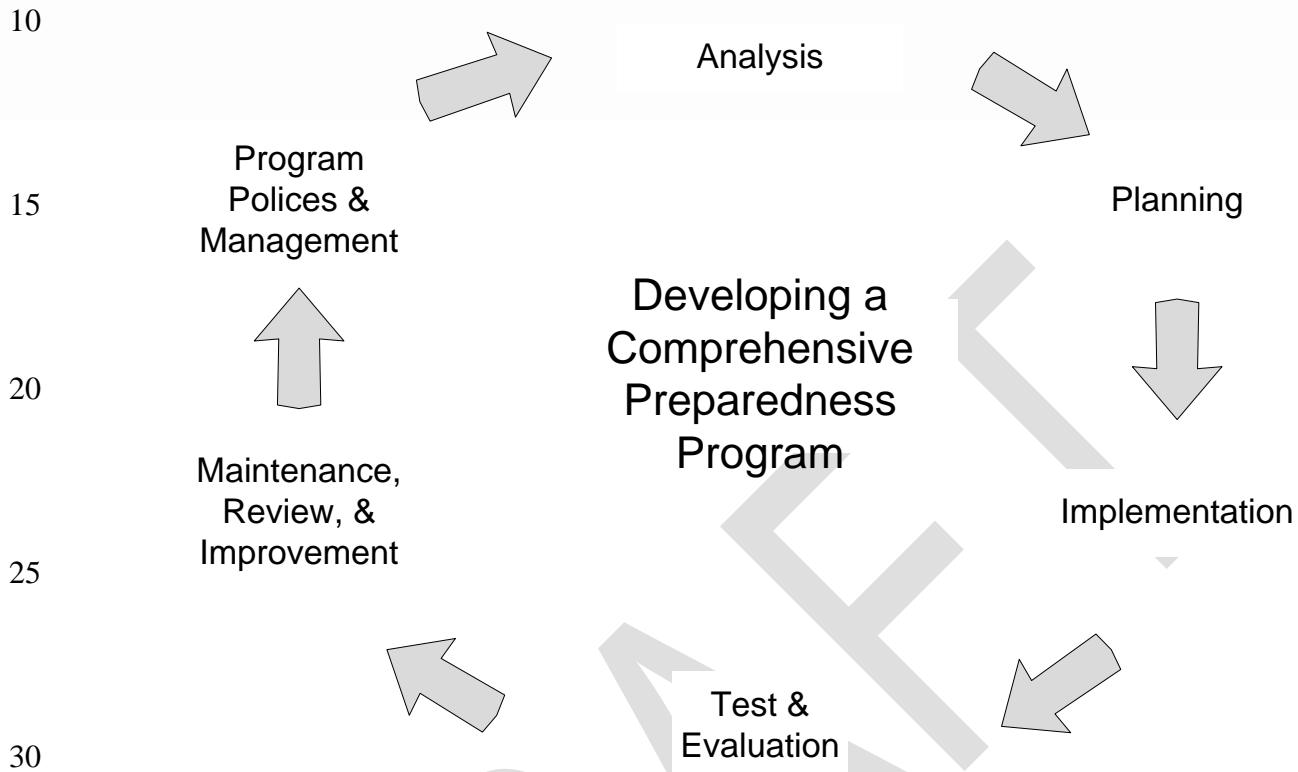 10
Analysis
Program
Polices &
Management
15
Planning
Developing a
Comprehensive
Preparedness
Program
20
Maintenance,
Review, &
Improvement
Implementation
25
Test &
Evaluation
30
DRAFT